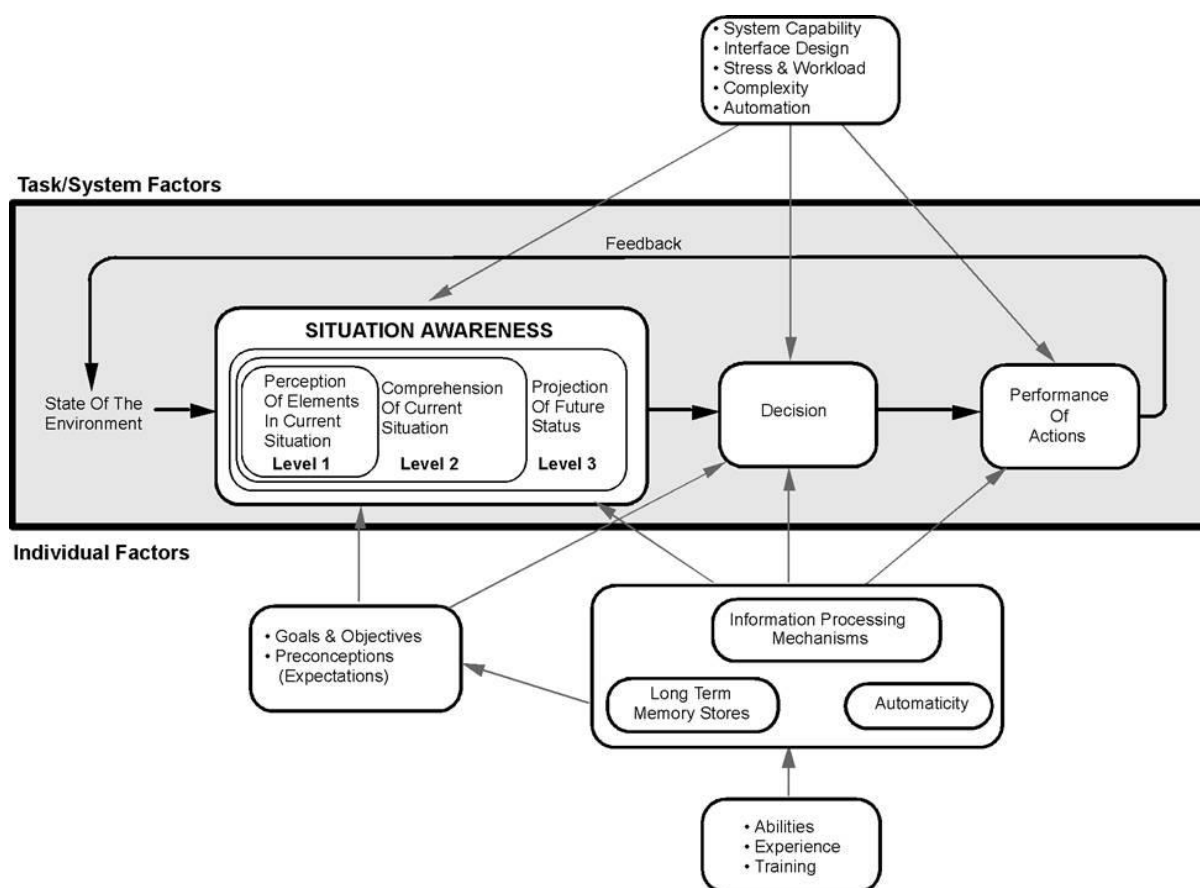 • System Capability
• Interface Design
• Stress & Workload
• Complexity
• Automation
Task/System Factors
Feedback
SITUATION AWARENESS
State Of The
Environment
Perception
Of Elements
In Current
Situation
Level 1
Comprehension
Of Current
Situation
Level 2
Projection
Of Future
Status
Level 3
Decision
Performance
Of
Actions
Individual Factors
• Goals & Objectives
• Preconceptions
(Expectations)
Information Processing
Mechanisms
Long Term
Memory Stores
Automaticity
• Abilities
• Experience
• Training